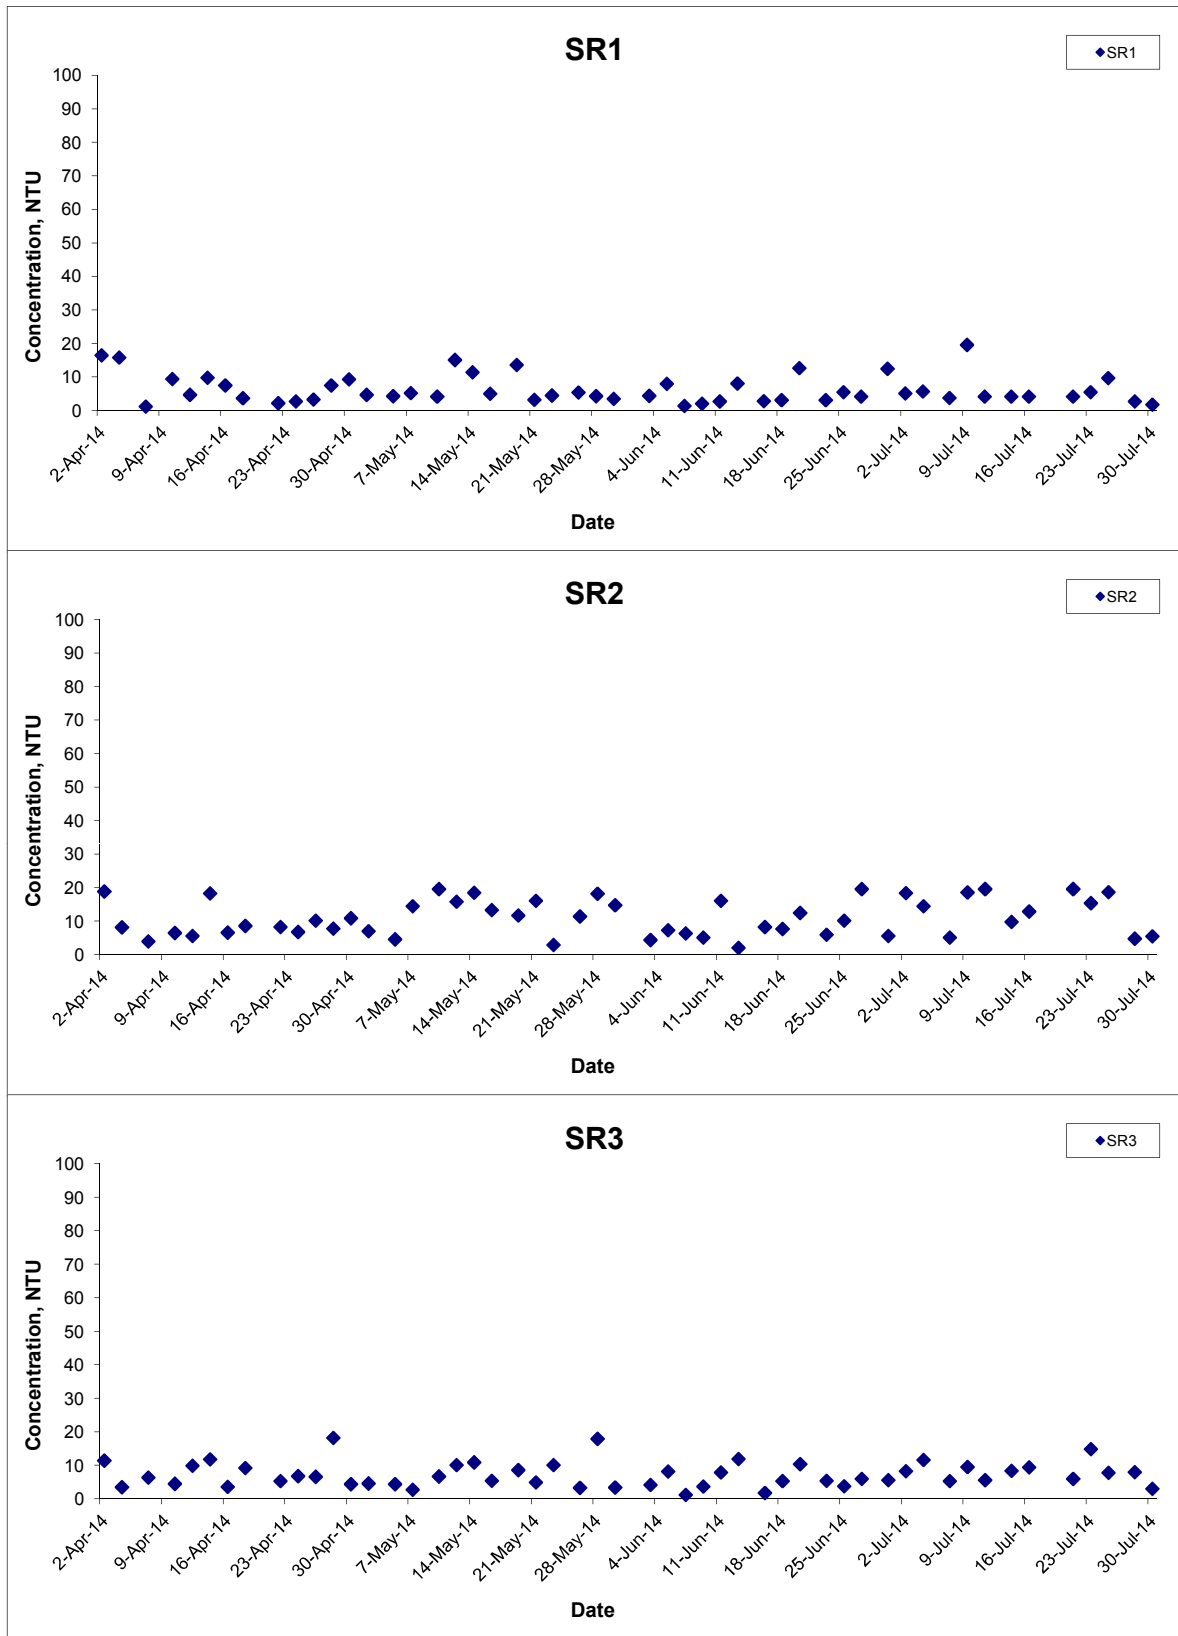 SR1
SR1
100
90
80
70
60
50
40
30
20
10
0
Concentration, NTU
2-Apr-14
9-Apr-14
16-Apr-14
23-Apr-14
30-Apr-14
7-May-14
14-May-14
21-May-14
28-May-14
4-Jun-14
11-Jun-14
18-Jun-14
25-Jun-14
2-Jul-14
9-Jul-14
16-Jul-14
23-Jul-14
30-Jul-14
Date
SR2
SR2
100
90
80
70
60
50
40
30
20
10
0
Concentration, NTU
2-Apr-14
9-Apr-14
16-Apr-14
23-Apr-14
30-Apr-14
7-May-14
14-May-14
21-May-14
28-May-14
4-Jun-14
11-Jun-14
18-Jun-14
25-Jun-14
2-Jul-14
9-Jul-14
16-Jul-14
23-Jul-14
30-Jul-14
Date
SR3
SR3
100
90
80
70
60
50
40
30
20
10
0
Concentration, NTU
2-Apr-14
9-Apr-14
16-Apr-14
23-Apr-14
30-Apr-14
7-May-14
14-May-14
21-May-14
28-May-14
4-Jun-14
11-Jun-14
18-Jun-14
25-Jun-14
2-Jul-14
9-Jul-14
16-Jul-14
23-Jul-14
30-Jul-14
Date